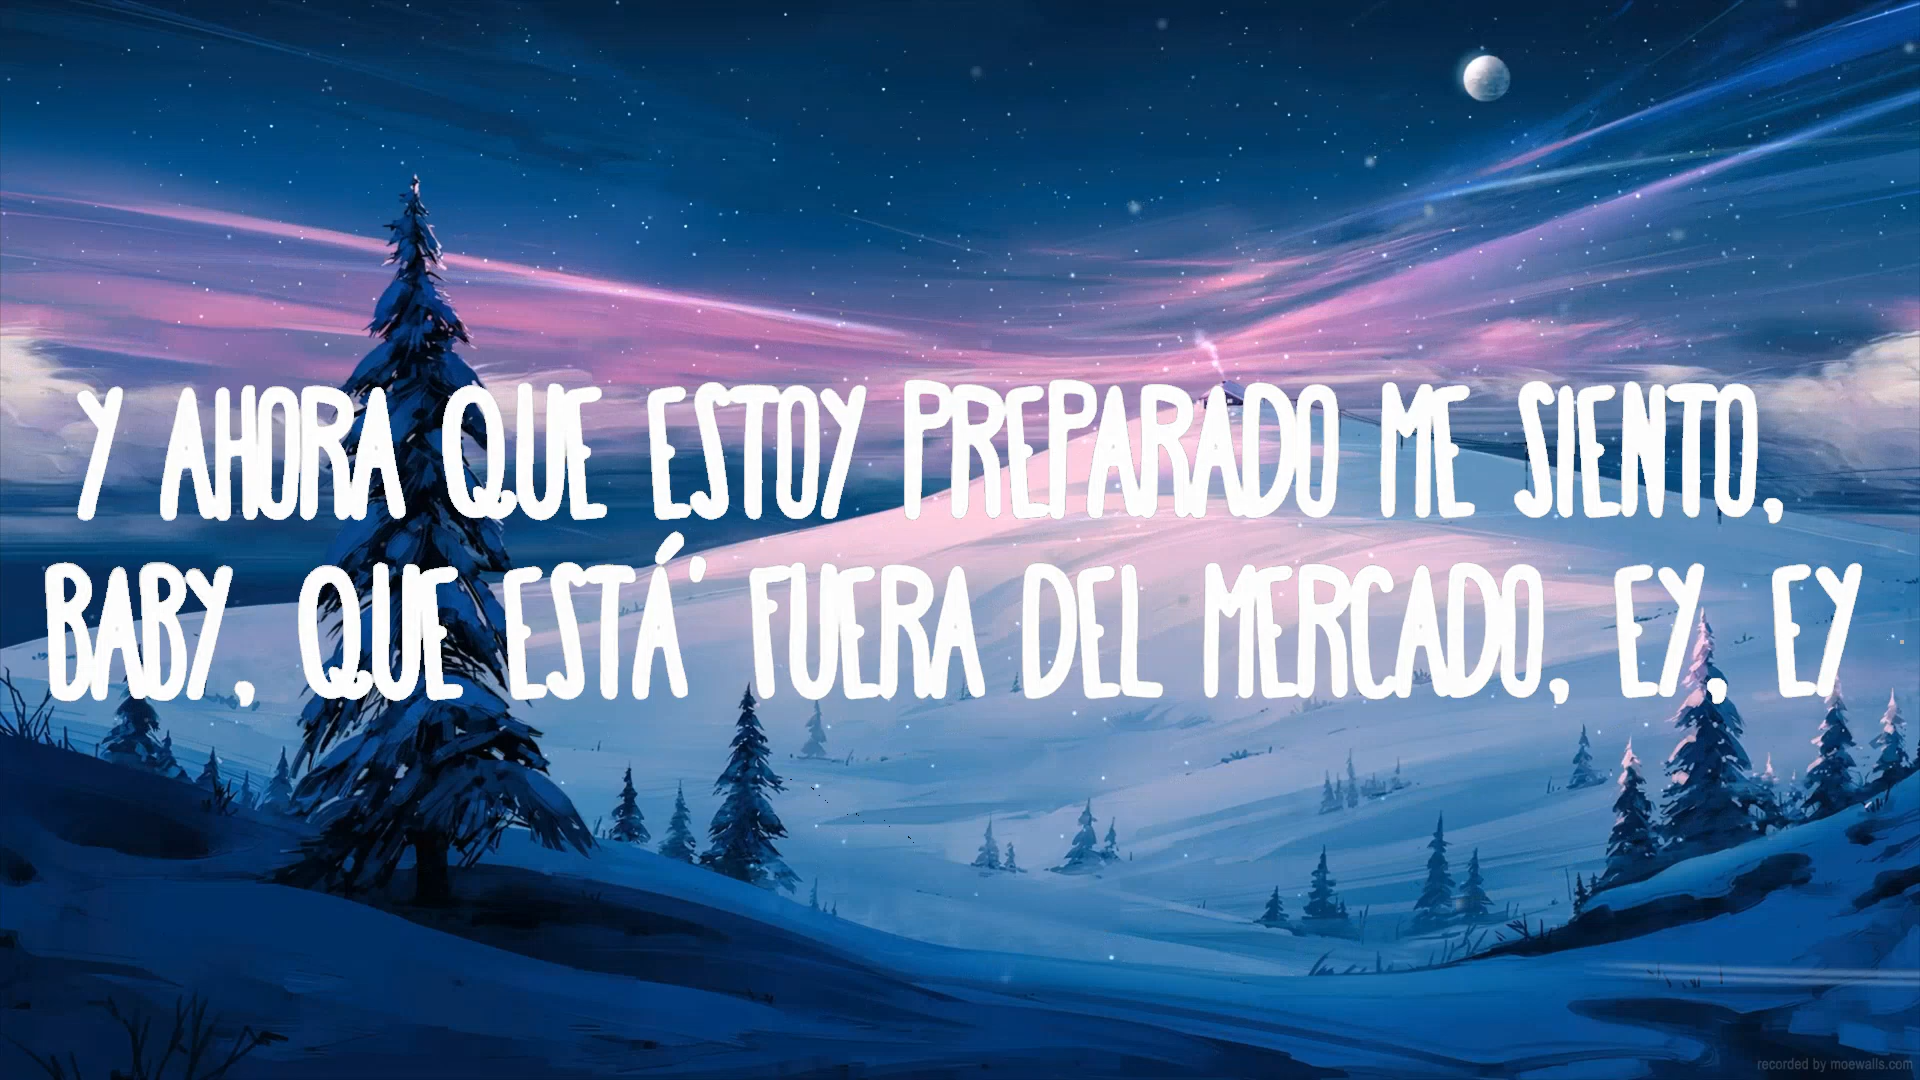 Y AHORA QUE ESTOY PREPARADO ME SIENTO,
BABY, QUE ESTÁ' FUERA DEL MERCADO, EY, EY
recorded by moewalls.com